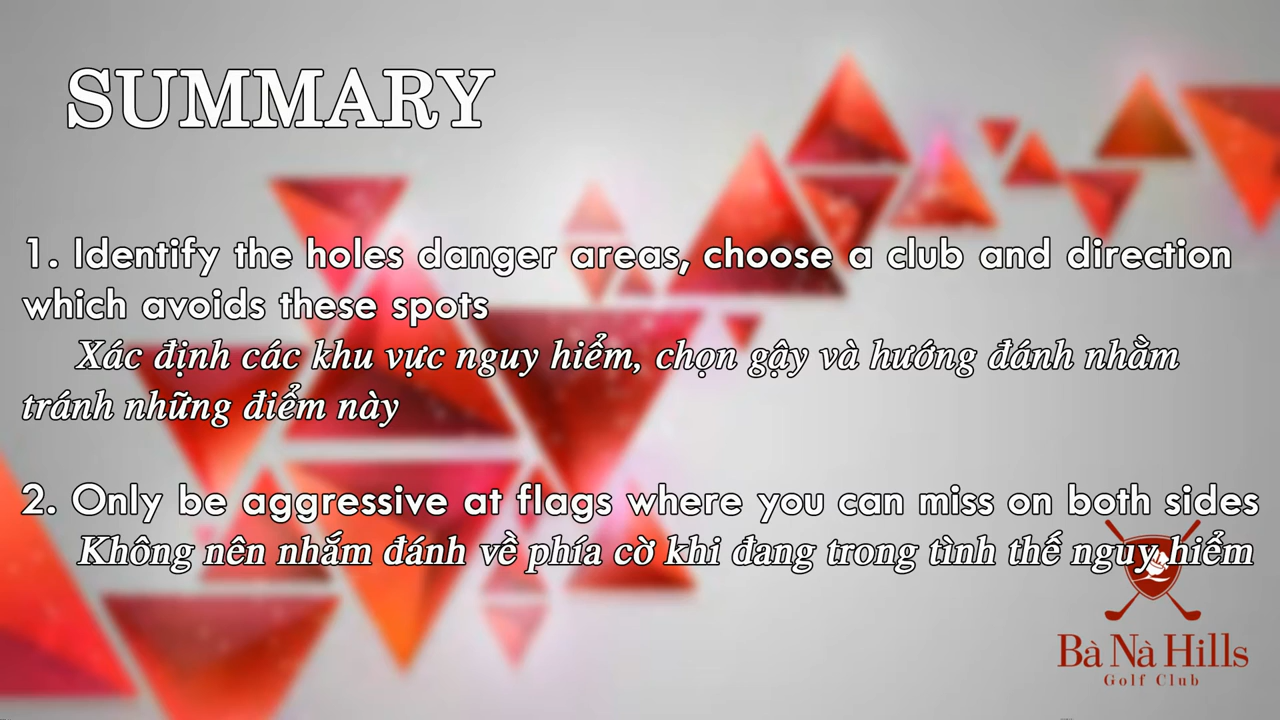 SUMMARY
1. Identify the holes danger areas, choose a club and direction
which avoids these spots
Xác định các khu vực nguy hiểm, chọn gậy và hướng đánh nhằm
tránh những điểm này
2. Only be aggressive at flags where you can miss on both sides
Không nên nhắm đánh về phía cờ khi đang trong tình thế nguy hiểm
Bà Nà Hills
Golf Club